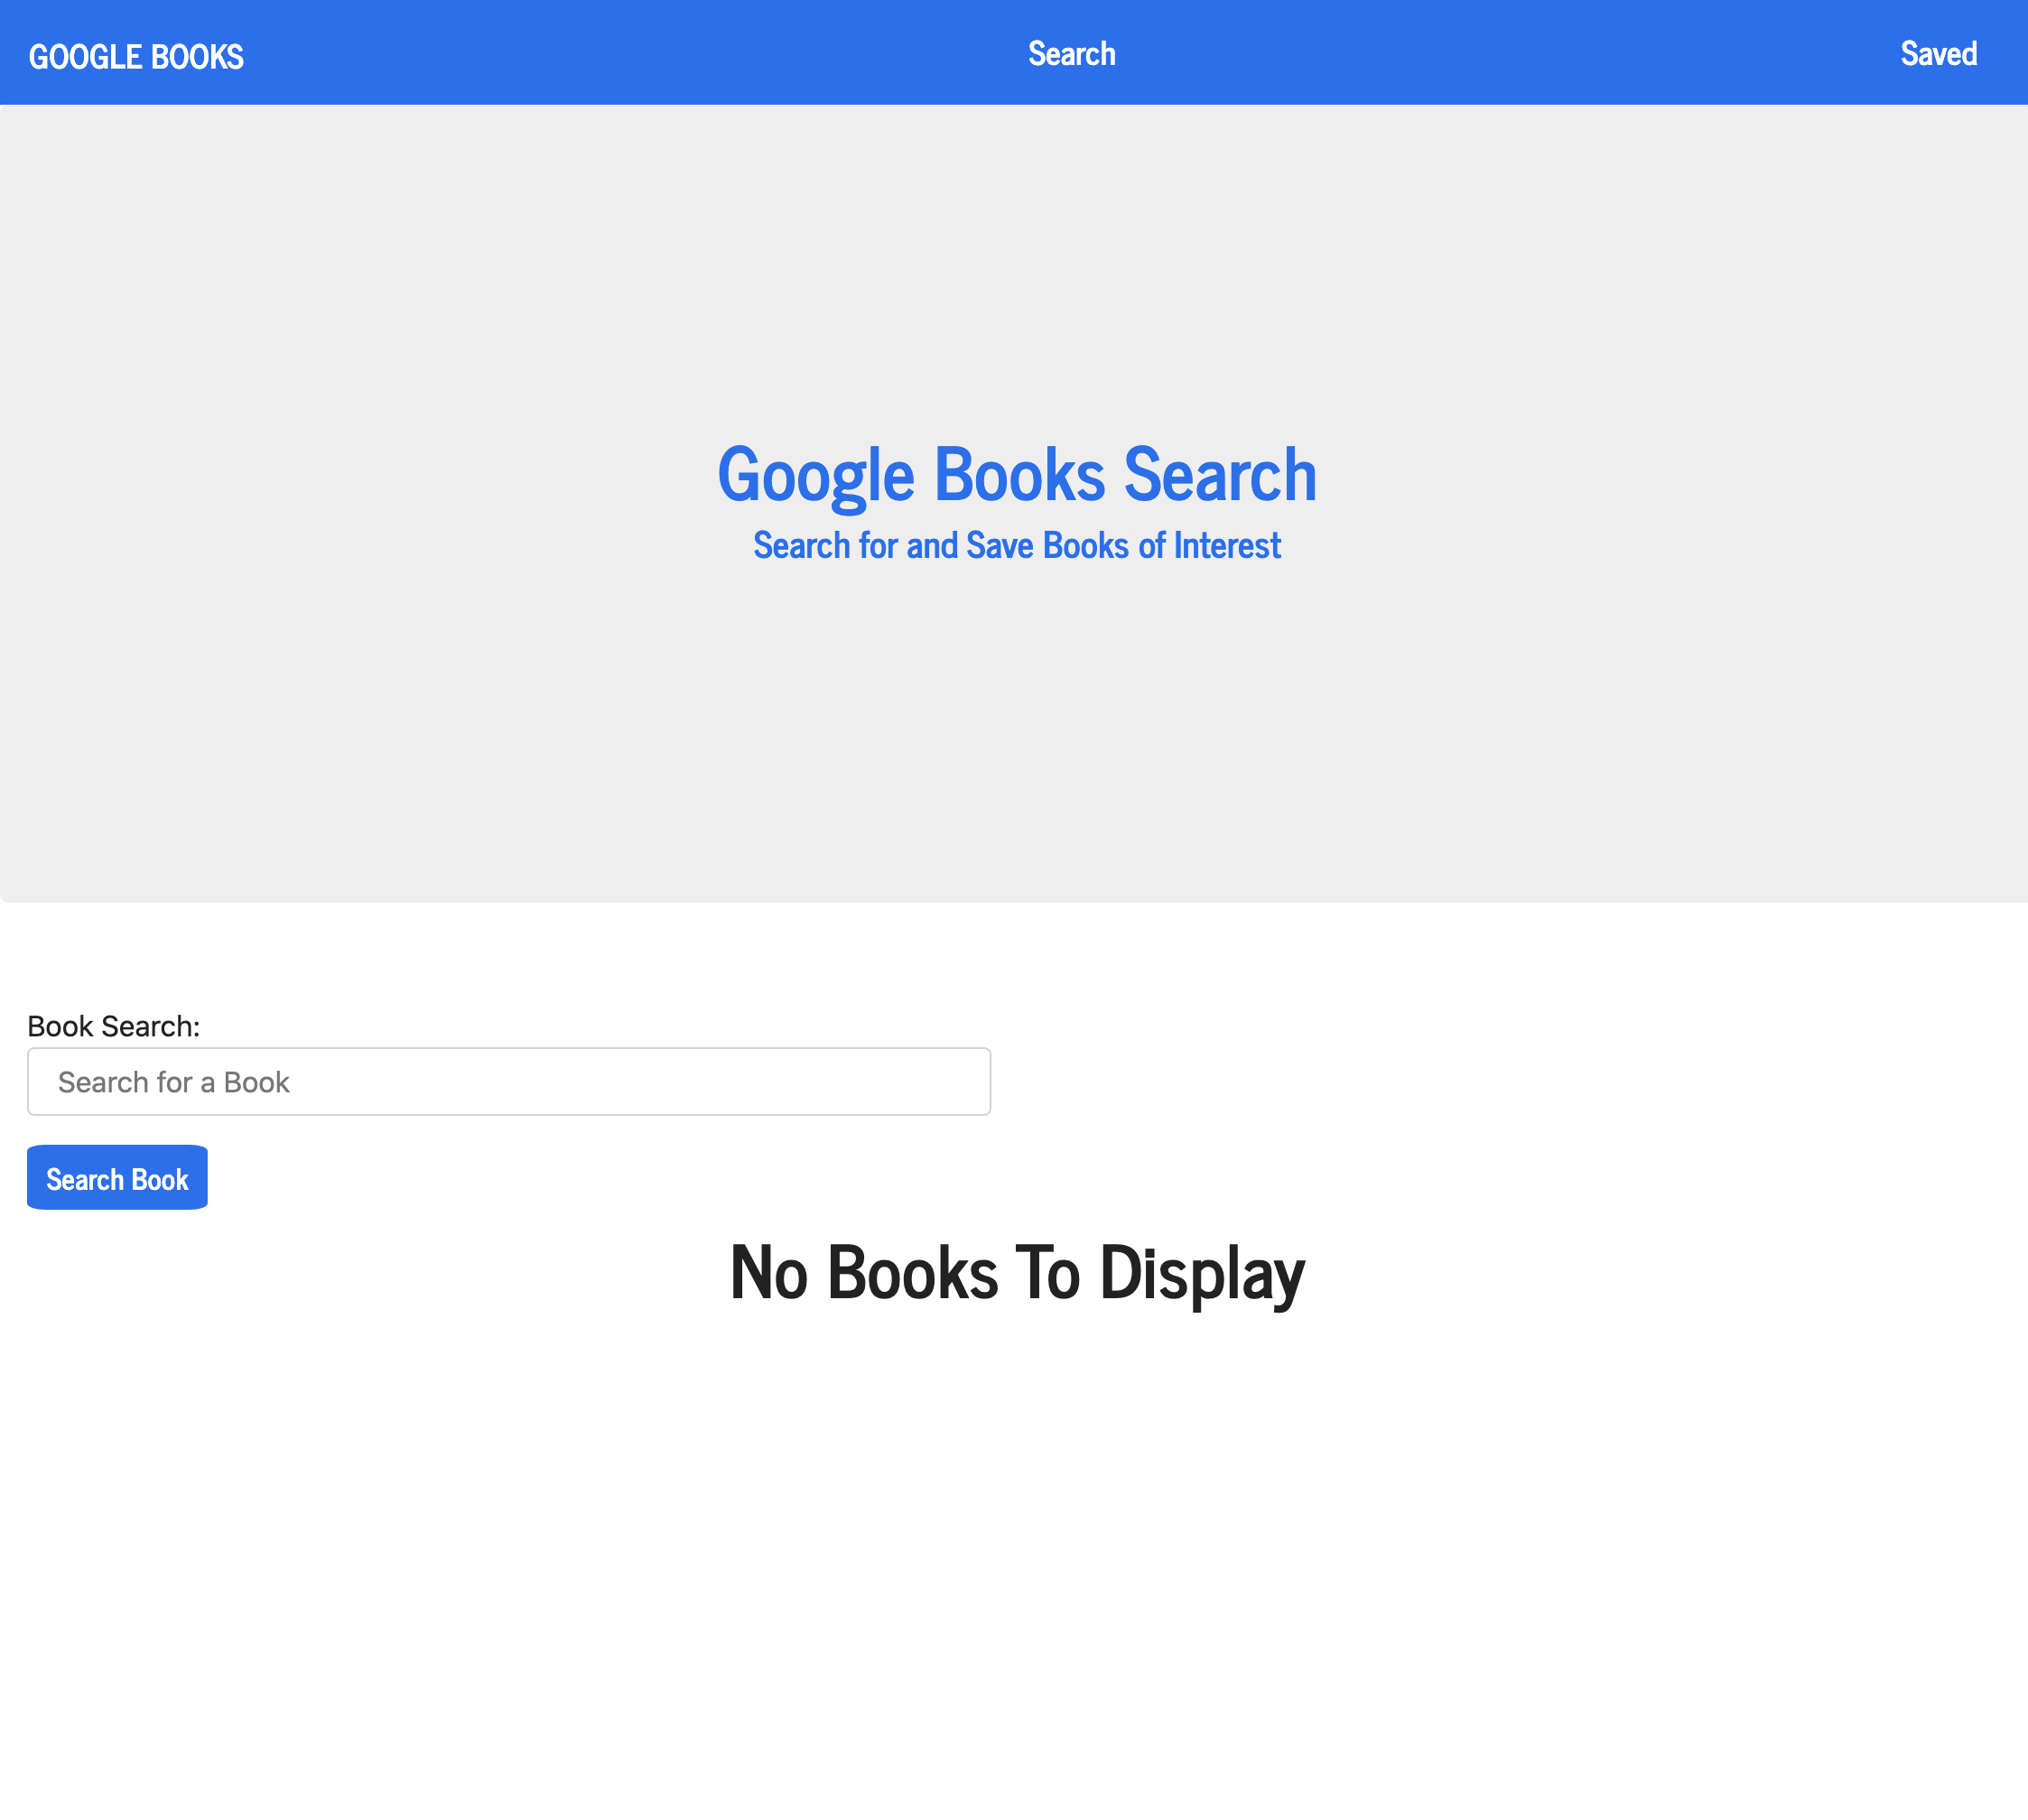 GOOGLE BOOKS
Search
Saved
Google Books Search
Search for and Save Books of Interest
Book Search:
Search for a Book
Search Book
No Books To Display